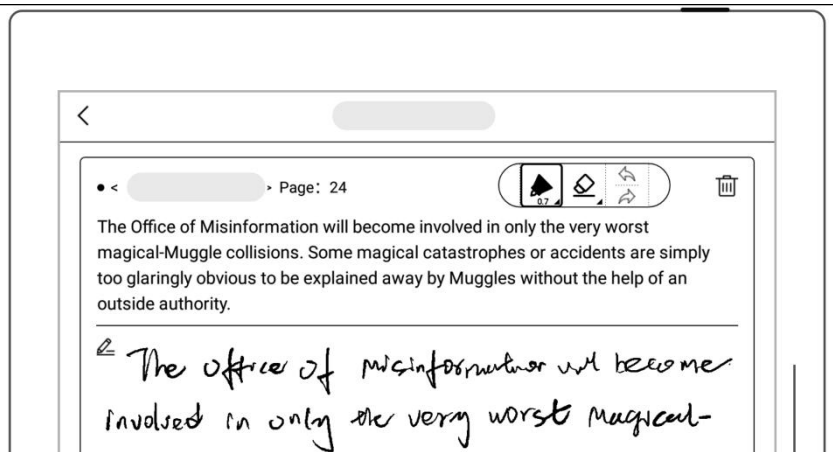 ● < > Page: 24
0.7
The Office of Misinformation will become involved in only the very worst
magical-Muggle collisions. Some magical catastrophes or accidents are simply
too glaringly obvious to be explained away by Muggles without the help of an
outside authority.
The office of misinformation will become
involved in only the very worst magical-